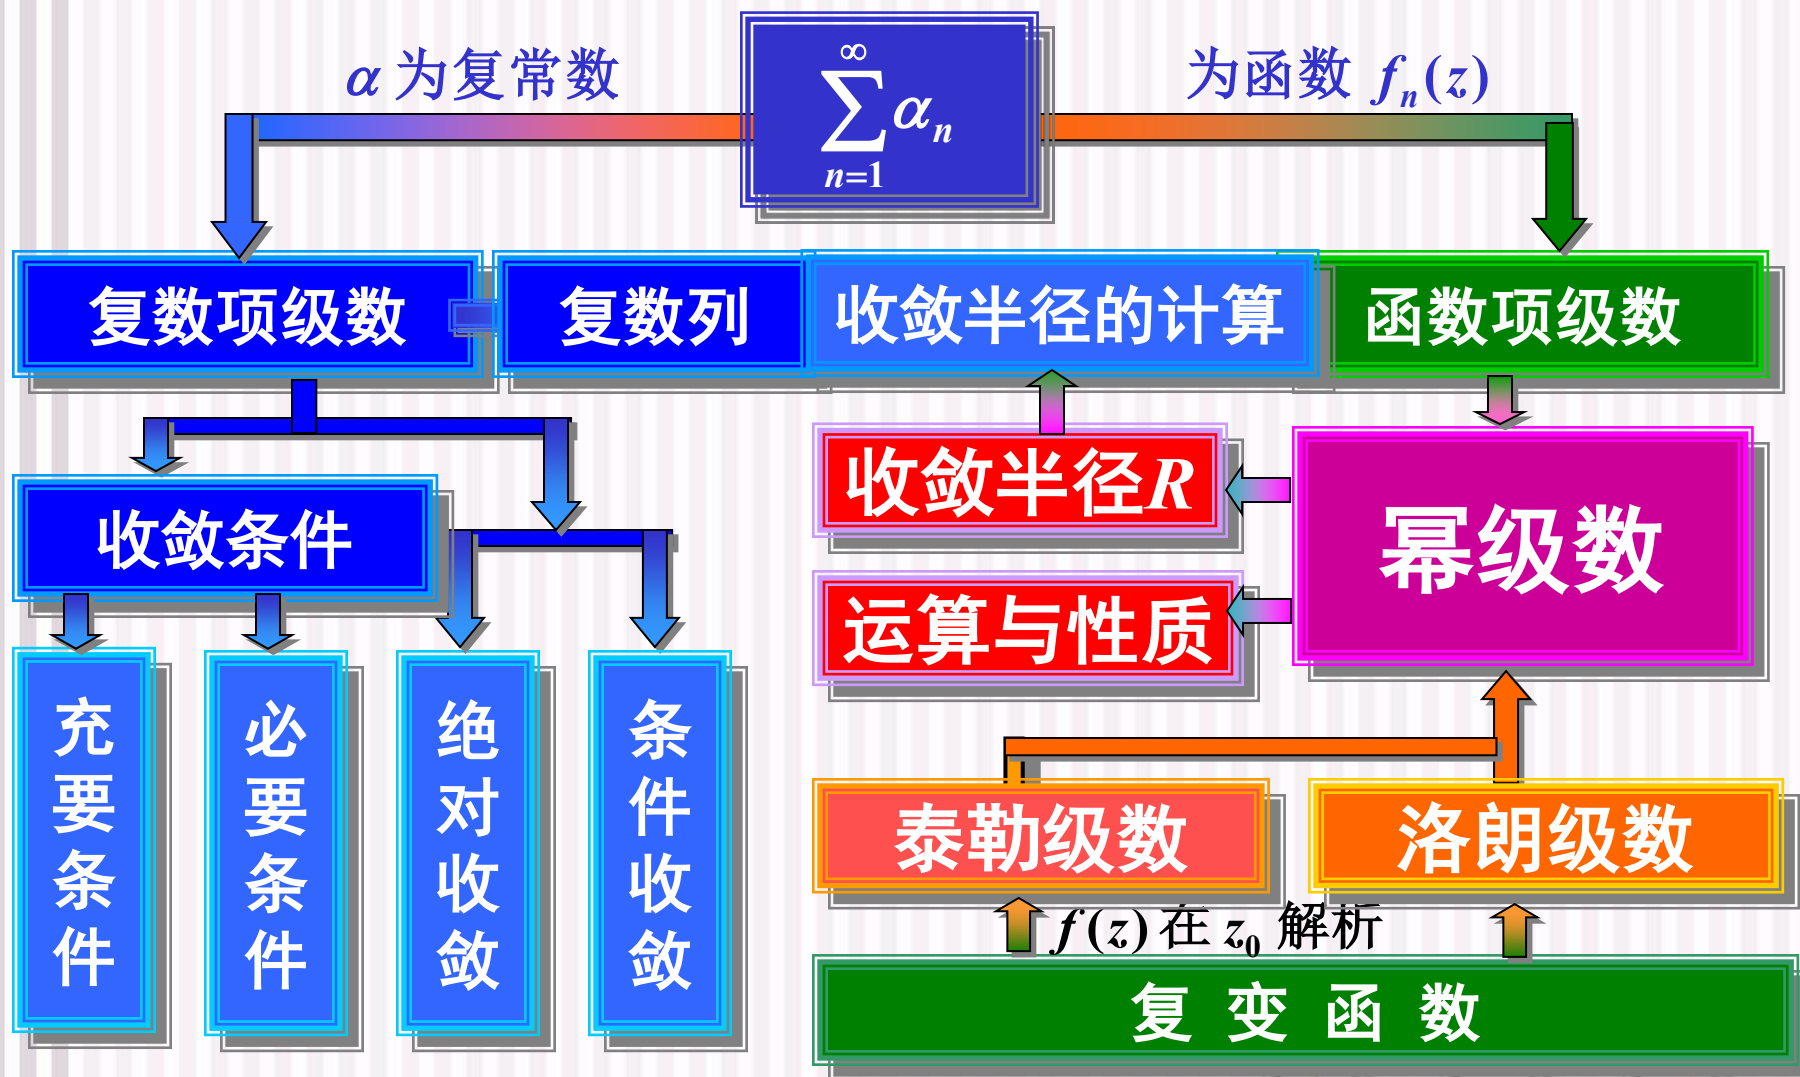 α 为复常数
∞
∑ αn
n=1
为函数 fn(z)
复数项级数
复数列
收敛半径的计算
函数项级数
收敛条件
收敛半径R
幂级数
运算与性质
充要条件
必要条件
绝对收敛
条件收敛
泰勒级数
洛朗级数
f(z) 在 z0 解析
复 变 函 数